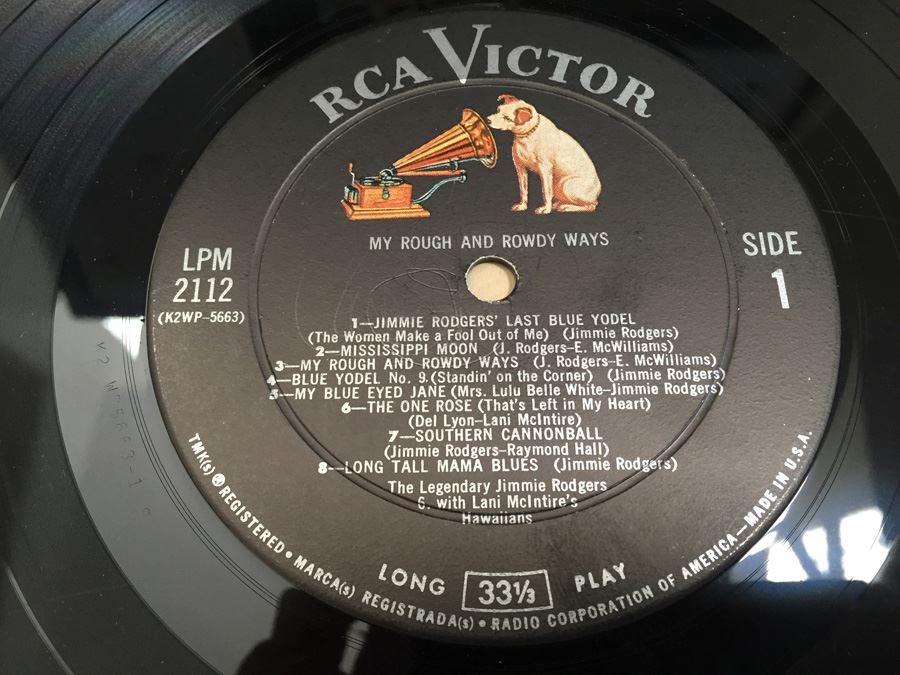 RCA VICTOR
MY ROUGH AND ROWDY WAYS
LPM
2112
(K2WP-5663)
SIDE
1
1—JIMMIE RODGERS' LAST BLUE YODEL
(The Women Make a Fool Out of Me) (Jimmie Rodgers)
2—MISSISSIPPI MOON (J. Rodgers-E. McWilliams)
3—MY ROUGH AND ROWDY WAYS (J. Rodgers-E. McWilliams)
4—BLUE YODEL No. 9 (Standin' on the Corner) (Jimmie Rodgers)
5—MY BLUE EYED JANE (Mrs. Lulu Belle White-Jimmie Rodgers)
6—THE ONE ROSE (That's Left in My Heart)
(Del Lyon-Lani McIntire)
7—SOUTHERN CANNONBALL
(Jimmie Rodgers-Raymond Hall)
8—LONG TALL MAMA BLUES (Jimmie Rodgers)
The Legendary Jimmie Rodgers
6. with Lani McIntire's
Hawaiians
LONG 33⅓ PLAY
TMK(s) ® REGISTERED • MARCA(s) REGISTRADA(s) • RADIO CORPORATION OF AMERICA—MADE IN U.S.A.